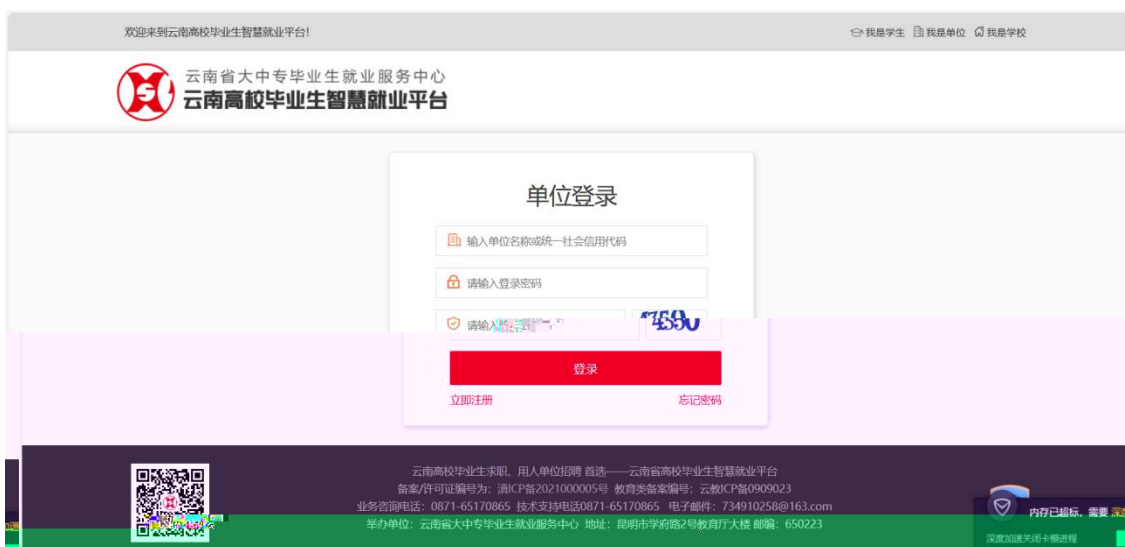 欢迎来到云南高校毕业生智慧就业平台!
我是学生 我是单位 我是学校
云南省大中专毕业生就业服务中心
云南高校毕业生智慧就业平台
单位登录
输入单位名称或统一社会信用代码
请输入登录密码
请输入
登录
立即注册 忘记密码
云南高校毕业生求职、用人单位招聘 首选——云南省高校毕业生智慧就业平台
备案/许可证编号为：滇ICP备2021000005号 教育类备案编号：云教ICP备0909023
业务咨询电话：0871-65170865 技术支持电话0871-65170865 电子邮件：734910258@163.com
举办单位：云南省大中专毕业生就业服务中心 地址：昆明市学府路2号教育厅大楼 邮编：650223
内存已超标，需要 深
深度加速关闭卡慢进程